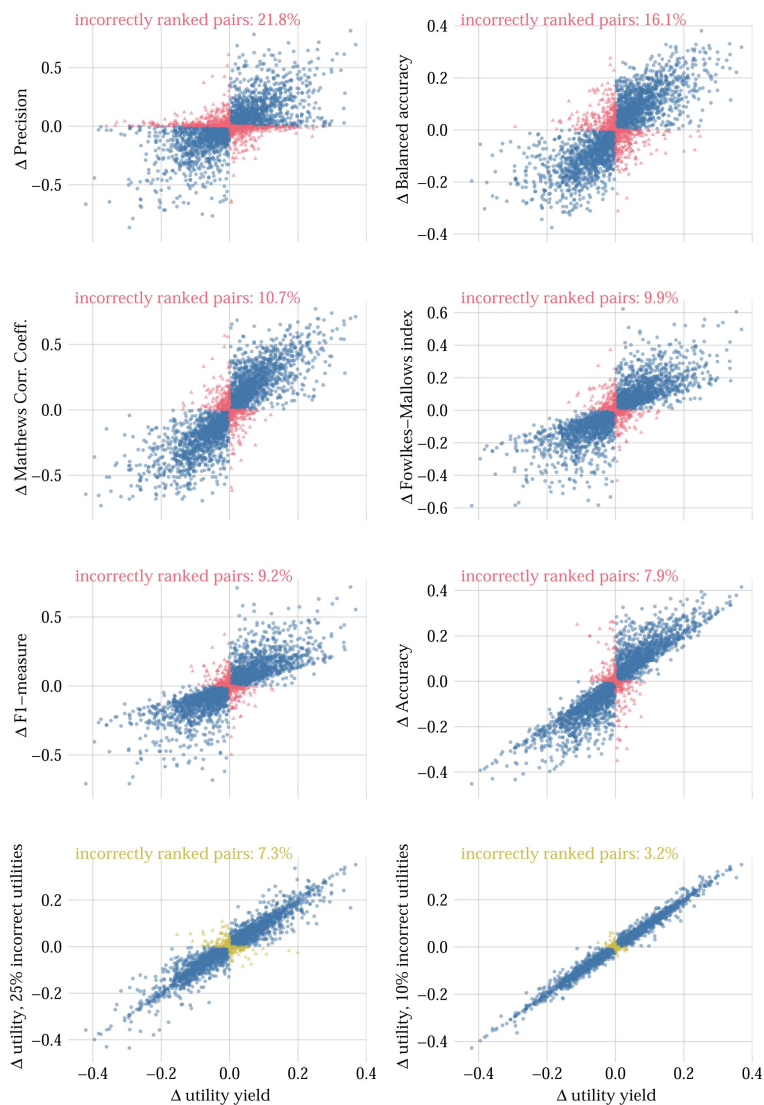 incorrectly ranked pairs: 21.8%
Δ Precision
0.5
0.0
−0.5
incorrectly ranked pairs: 16.1%
Δ Balanced accuracy
0.4
0.2
0.0
−0.2
−0.4
incorrectly ranked pairs: 10.7%
Δ Matthews Corr. Coeff.
0.5
0.0
−0.5
incorrectly ranked pairs: 9.9%
Δ Fowlkes−Mallows index
0.6
0.4
0.2
0.0
−0.2
−0.4
−0.6
incorrectly ranked pairs: 9.2%
Δ F1−measure
0.5
0.0
−0.5
incorrectly ranked pairs: 7.9%
Δ Accuracy
0.4
0.2
0.0
−0.2
−0.4
incorrectly ranked pairs: 7.3%
Δ utility, 25% incorrect utilities
0.2
0.0
−0.2
−0.4
−0.4 −0.2 0.0 0.2 0.4
Δ utility yield
incorrectly ranked pairs: 3.2%
Δ utility, 10% incorrect utilities
0.2
0.0
−0.2
−0.4
−0.4 −0.2 0.0 0.2 0.4
Δ utility yield